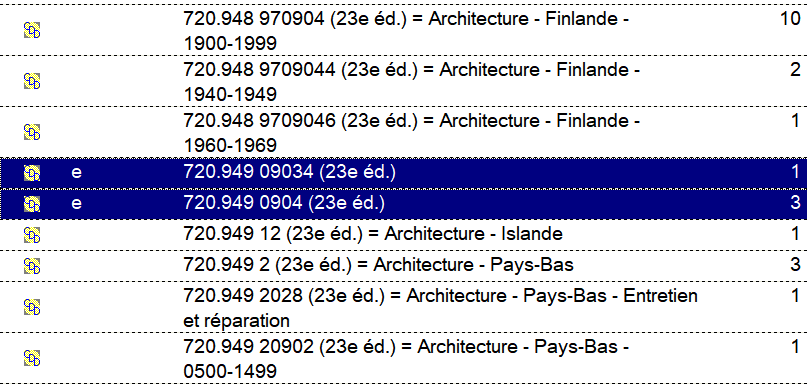 720.948 970904 (23e éd.) = Architecture - Finlande - 10
1900-1999
720.948 9709044 (23e éd.) = Architecture - Finlande - 2
1940-1949
720.948 9709046 (23e éd.) = Architecture - Finlande - 1
1960-1969
e 720.949 09034 (23e éd.) 1
e 720.949 0904 (23e éd.) 3
720.949 12 (23e éd.) = Architecture - Islande 1
720.949 2 (23e éd.) = Architecture - Pays-Bas 3
720.949 2028 (23e éd.) = Architecture - Pays-Bas - Entretien 1
et réparation
720.949 20902 (23e éd.) = Architecture - Pays-Bas - 1
0500-1499